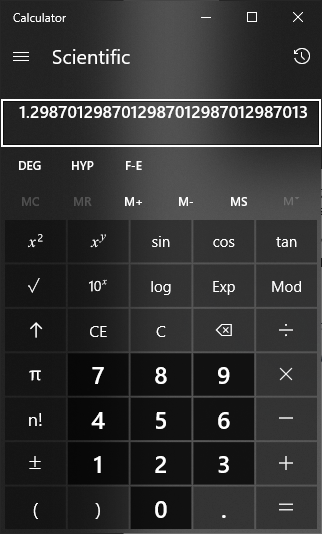 Calculator
Scientific
1.2987012987012987012987012987013
DEG HYP F-E
MC MR M+ M- MS M˅
x² xʸ sin cos tan
√ 10ˣ log Exp Mod
↑ CE C ⌫ ÷
π 7 8 9 ×
n! 4 5 6 −
± 1 2 3 +
( ) 0 . =